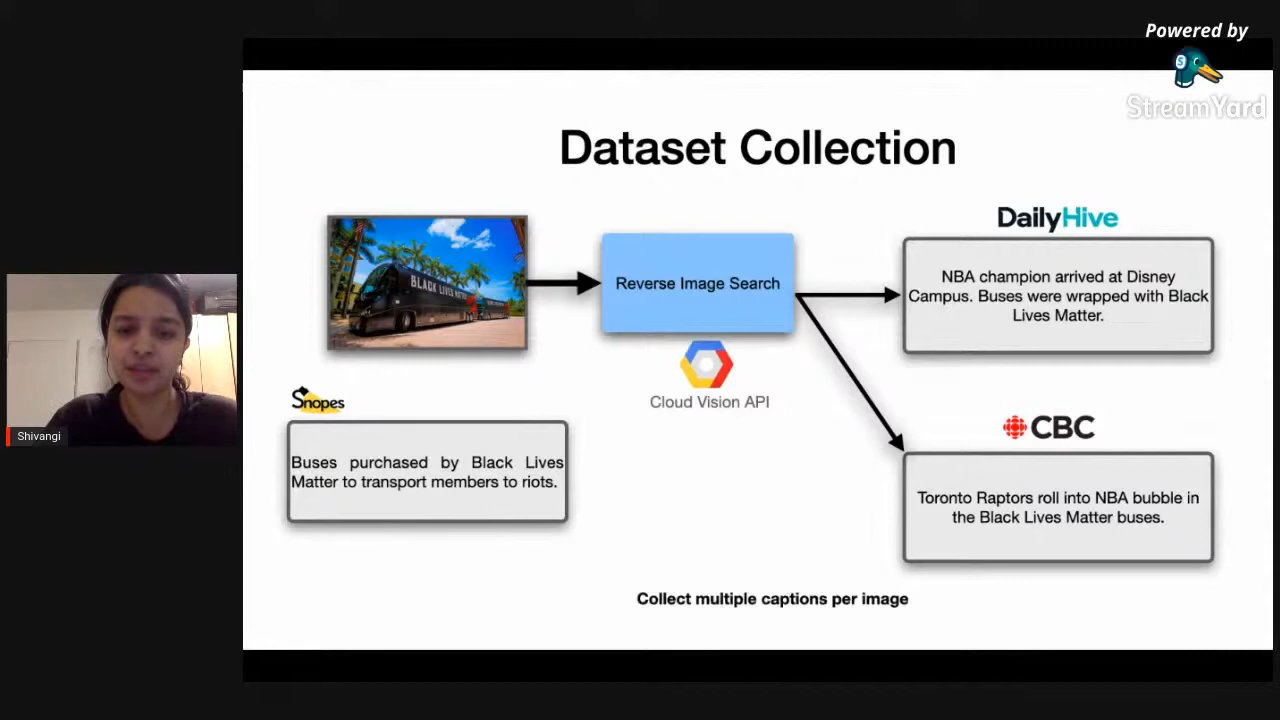 Powered by
StreamYard
Dataset Collection
BLACK LIVES MATTER
Reverse Image Search
Cloud Vision API
DailyHive
NBA champion arrived at Disney
Campus. Buses were wrapped with Black
Lives Matter.
Snopes
Buses purchased by Black Lives
Matter to transport members to riots.
CBC
Toronto Raptors roll into NBA bubble in
the Black Lives Matter buses.
Collect multiple captions per image
Shivangi